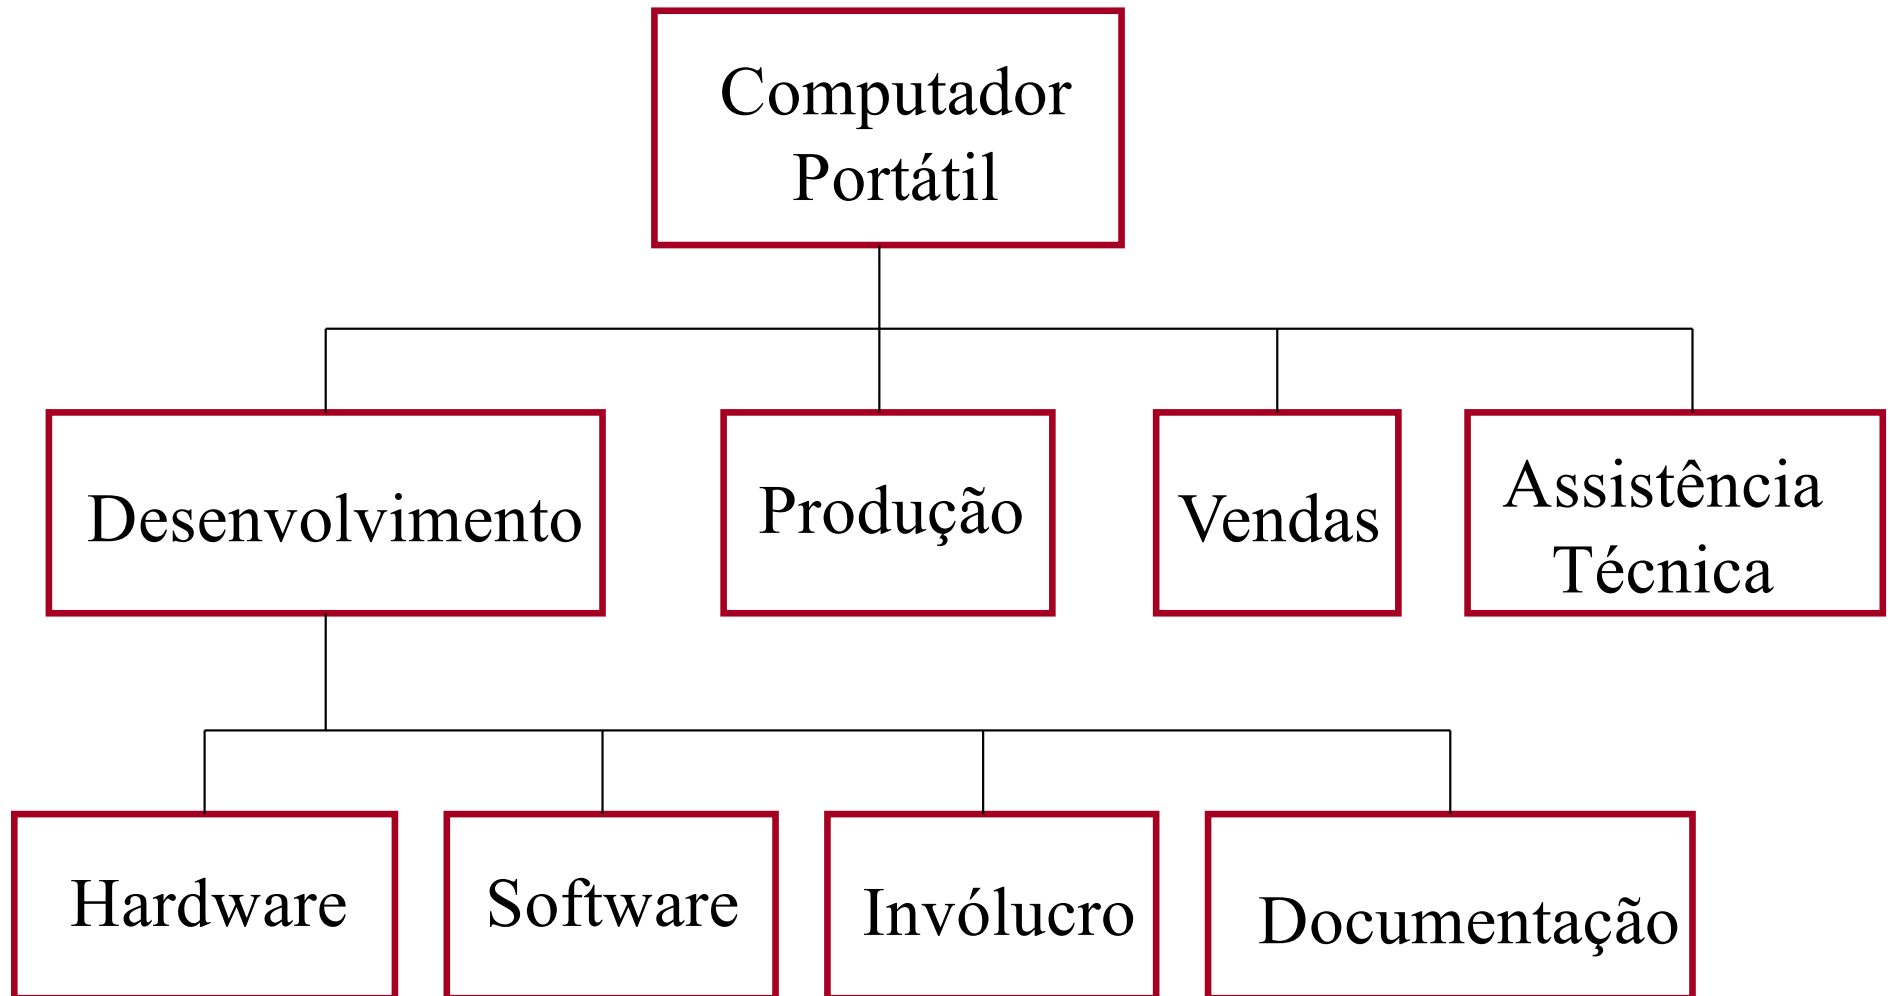 Computador
Portátil
Desenvolvimento
Produção
Vendas
Assistência
Técnica
Hardware
Software
Invólucro
Documentação